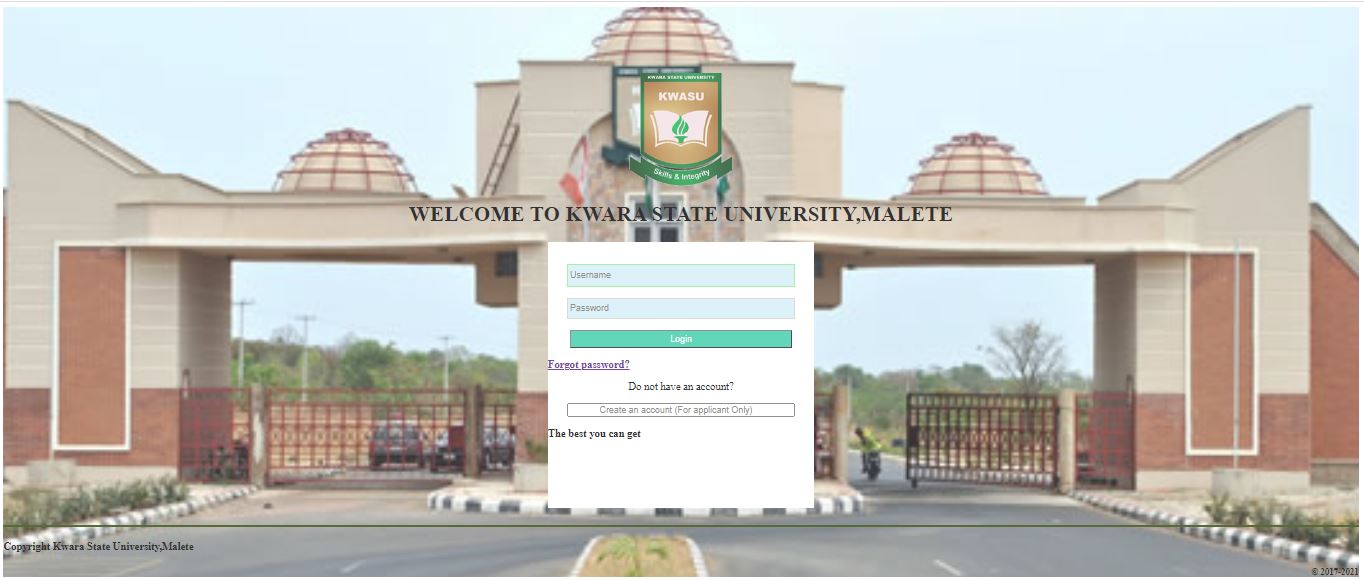 KWARA STATE UNIVERSITY
KWASU
Skills & Integrity
WELCOME TO KWARA STATE UNIVERSITY,MALETE
Username
Password
Login
Forgot password?
Do not have an account?
Create an account (For applicant Only)
The best you can get
Copyright Kwara State University,Malete
© 2017-2021